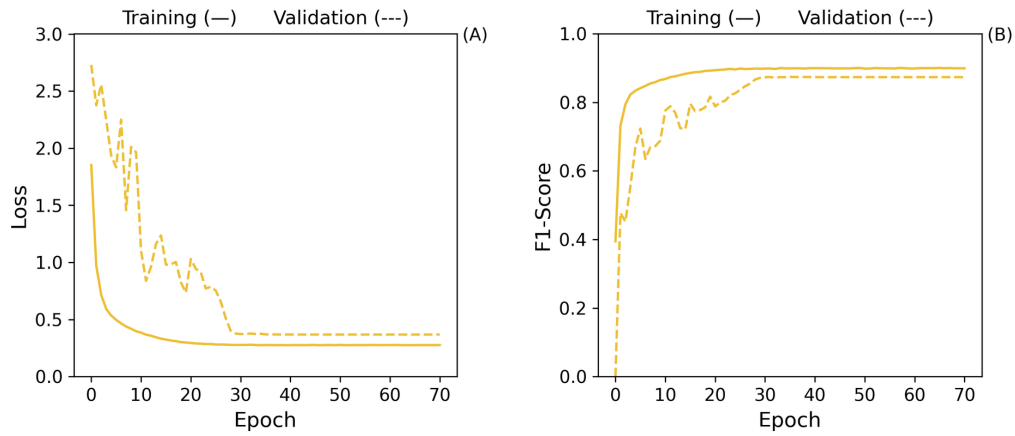 Training (—) Validation (---)
(A)
Loss
3.0
2.5
2.0
1.5
1.0
0.5
0.0
0 10 20 30 40 50 60 70
Epoch
Training (—) Validation (---)
(B)
F1-Score
1.0
0.8
0.6
0.4
0.2
0.0
0 10 20 30 40 50 60 70
Epoch